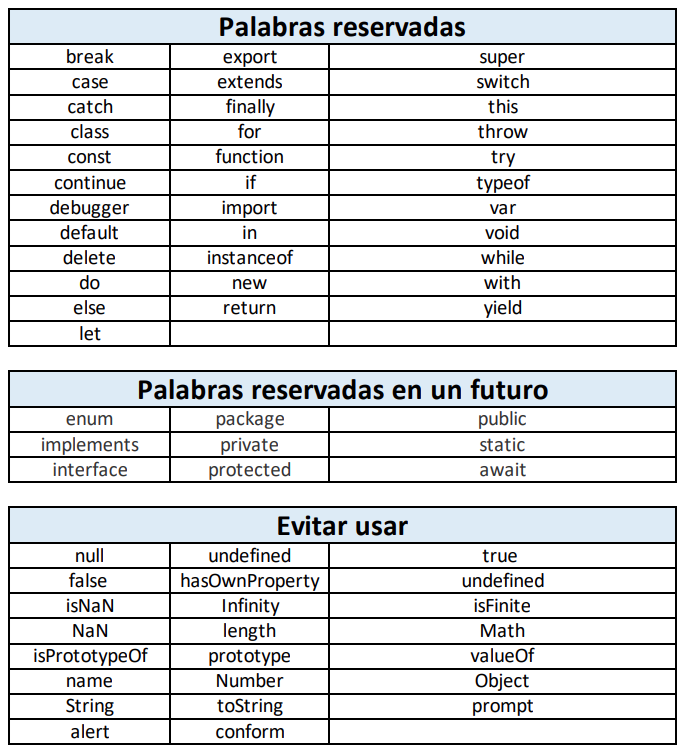 Palabras reservadas
break export super
case extends switch
catch finally this
class for throw
const function try
continue if typeof
debugger import var
default in void
delete instanceof while
do new with
else return yield
let
Palabras reservadas en un futuro
enum package public
implements private static
interface protected await
Evitar usar
null undefined true
false hasOwnProperty undefined
isNaN Infinity isFinite
NaN length Math
isPrototypeOf prototype valueOf
name Number Object
String toString prompt
alert conform